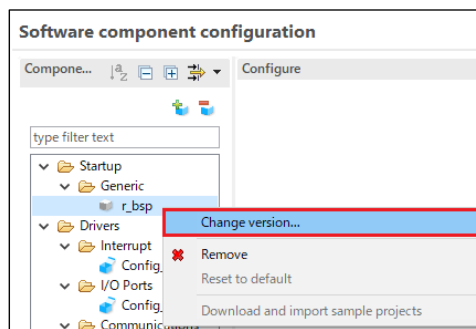 Software component configuration
Compone...
Configure
type filter text
Startup
Generic
r_bsp
Change version...
Drivers
Interrupt
Remove
Config_
Reset to default
I/O Ports
Config_
Download and import sample projects